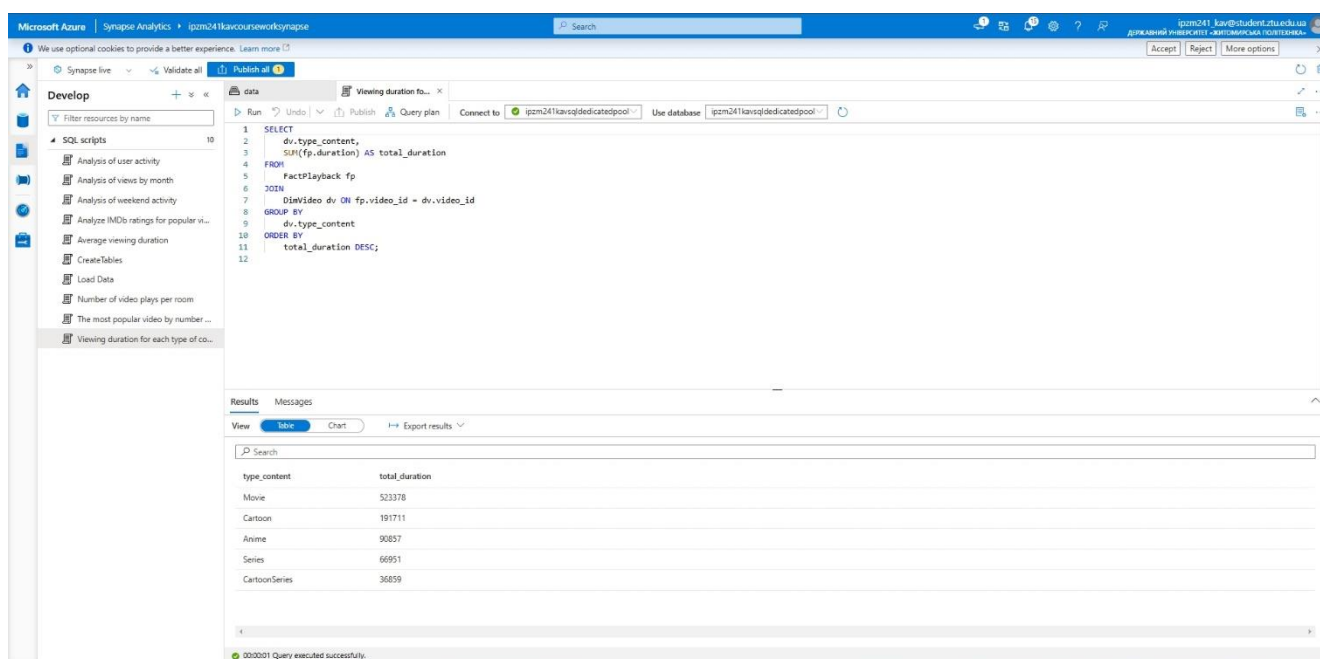 Microsoft Azure | Synapse Analytics ▸ ipzm241kavcourseworksynapse
Search
1
ipzm241_kav@student.ztu.edu.ua
ДЕРЖАВНИЙ УНІВЕРСИТЕТ «ЖИТОМИРСЬКА ПОЛІТЕХНІКА»
We use optional cookies to provide a better experience. Learn more
Accept Reject More options
Synapse live Validate all Publish all 1
Develop
Filter resources by name
SQL scripts 10
Analysis of user activity
Analysis of views by month
Analysis of weekend activity
Analyze IMDb ratings for popular vi...
Average viewing duration
CreateTables
Load Data
Number of video plays per room
The most popular video by number ...
Viewing duration for each type of co...
data Viewing duration fo...
Run Undo Publish Query plan Connect to ipzm241kavsqldedicatedpool Use database ipzm241kavsqldedicatedpool
1 SELECT
2 dv.type_content,
3 SUM(fp.duration) AS total_duration
4 FROM
5 FactPlayback fp
6 JOIN
7 DimVideo dv ON fp.video_id = dv.video_id
8 GROUP BY
9 dv.type_content
10 ORDER BY
11 total_duration DESC;
12
Results Messages
View Table Chart Export results
Search
type_content total_duration
Movie 523378
Cartoon 191711
Anime 90857
Series 66951
CartoonSeries 36859
00:00:01 Query executed successfully.